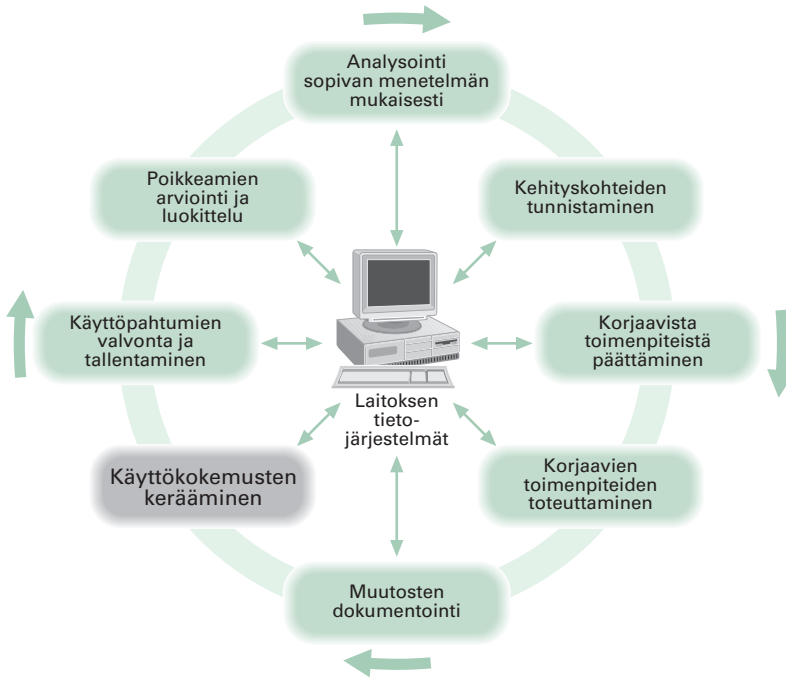 Analysointi
sopivan menetelmän
mukaisesti
Poikkeamien
arviointi ja
luokittelu
Kehityskohteiden
tunnistaminen
Käyttöpahtumien
valvonta ja
tallentaminen
Korjaavista
toimenpiteistä
päättäminen
Laitoksen
tieto-
järjestelmät
Käyttökokemusten
kerääminen
Korjaavien
toimenpiteiden
toteuttaminen
Muutosten
dokumentointi